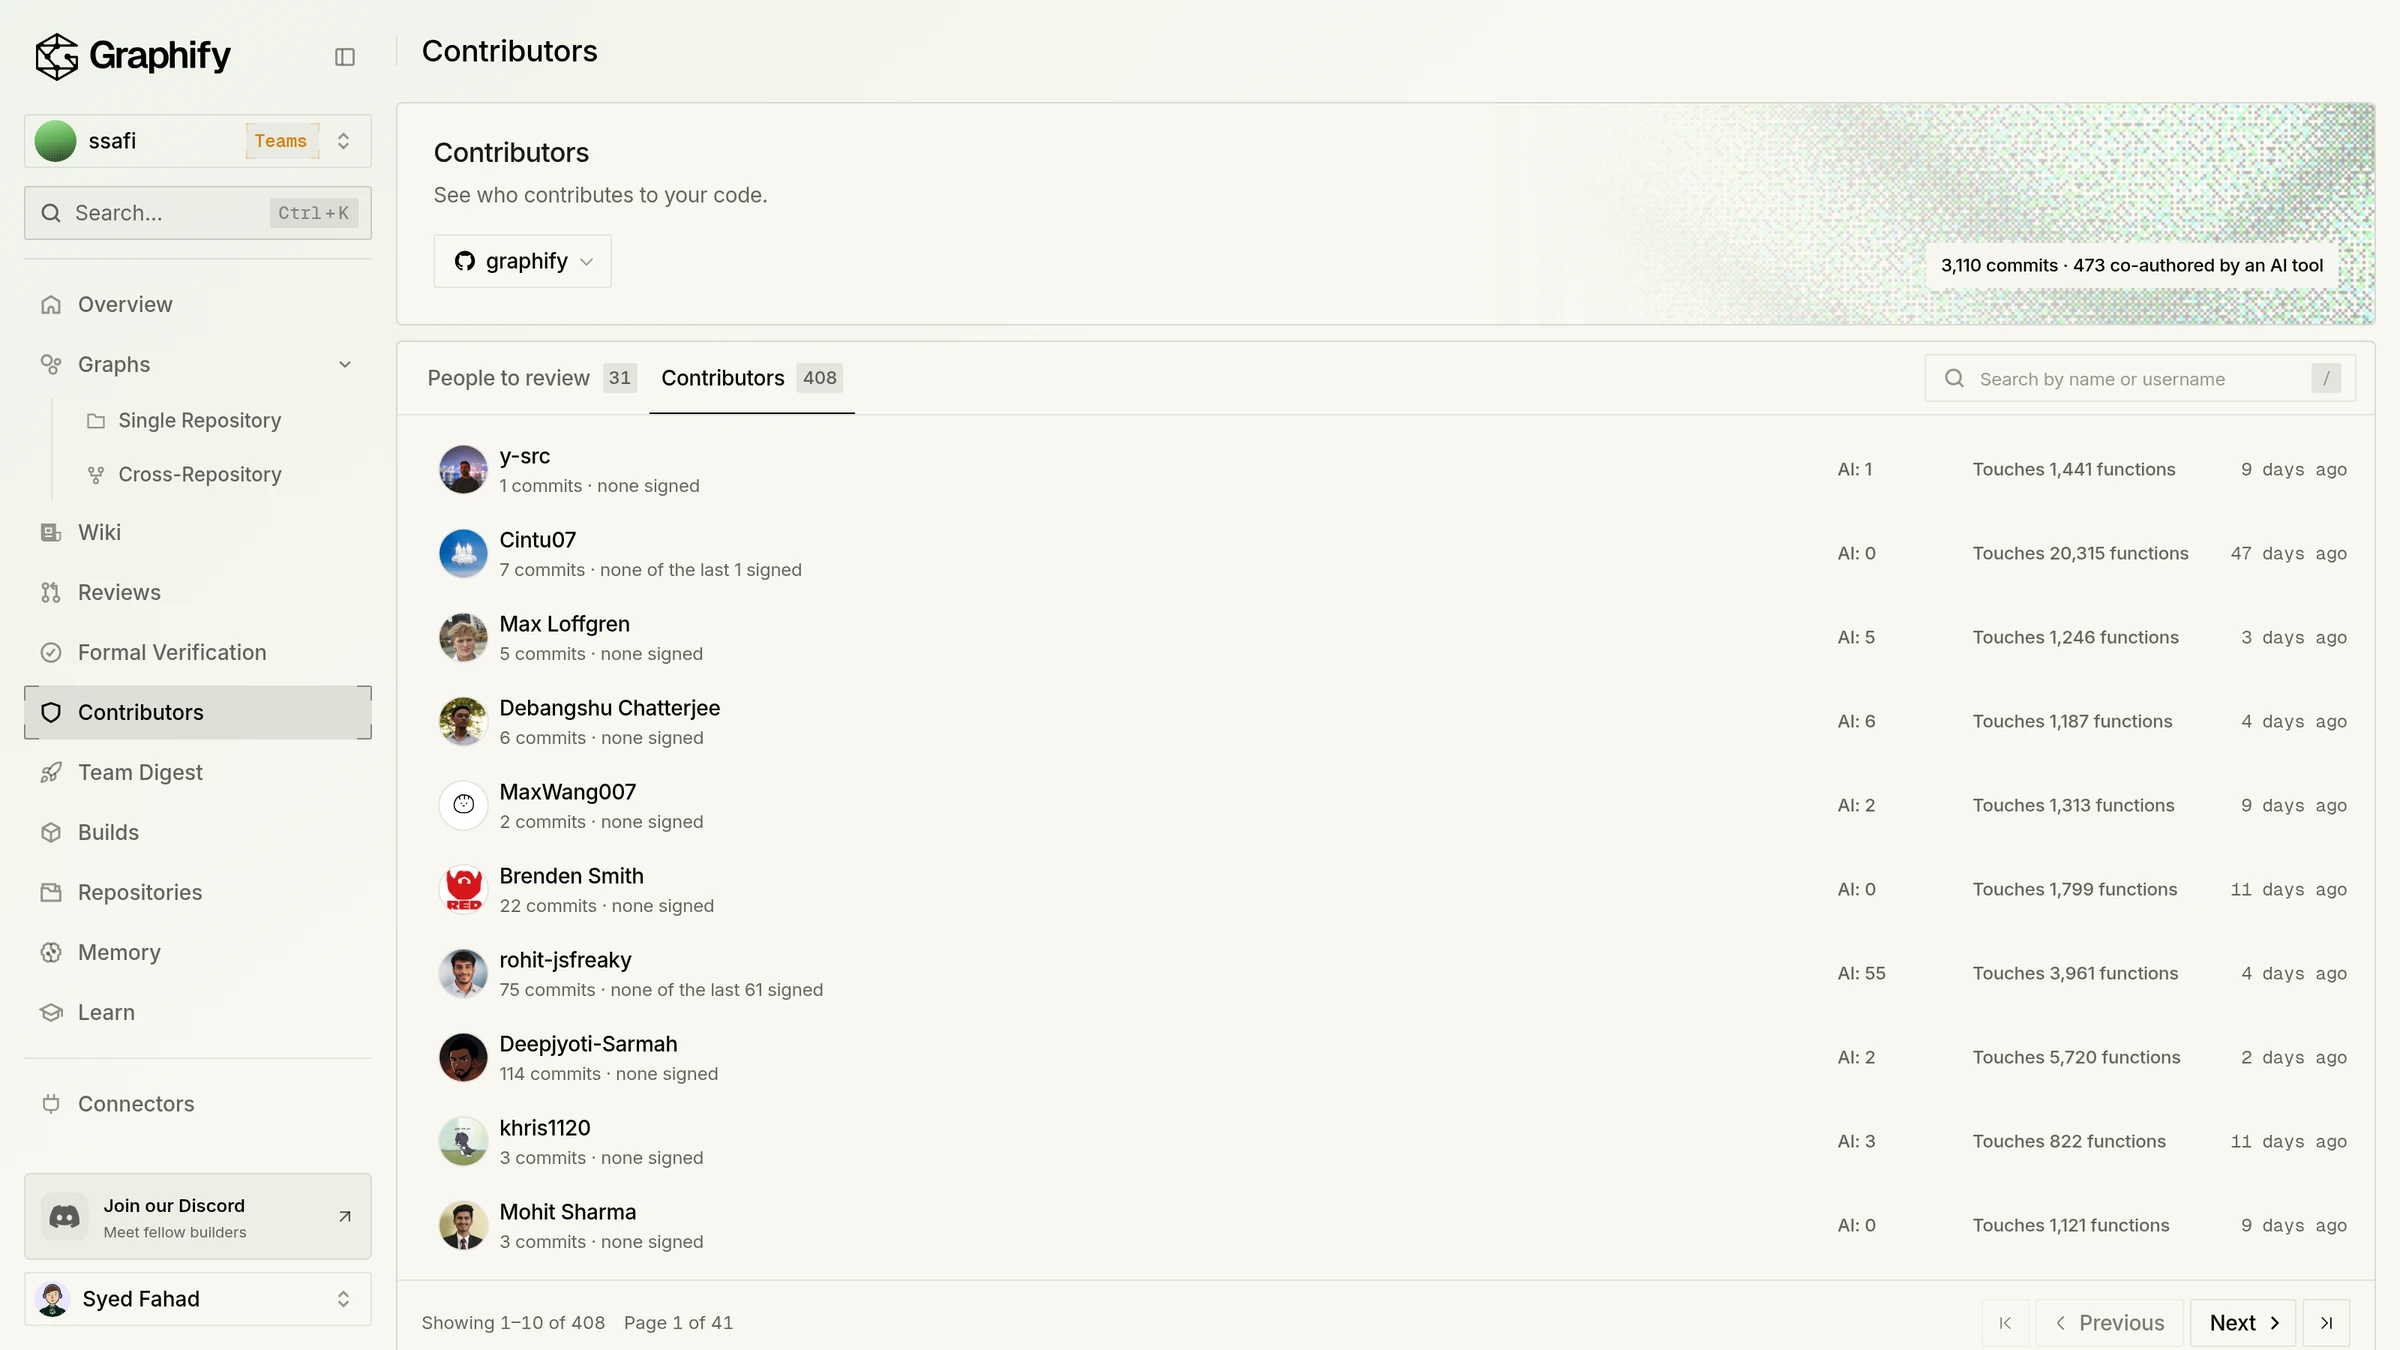 Graphify
ssafi
Teams
Search...
Ctrl+K
Overview
Graphs
Single Repository
Cross-Repository
Wiki
Reviews
Formal Verification
Contributors
Team Digest
Builds
Repositories
Memory
Learn
Connectors
Join our Discord
Meet fellow builders
Syed Fahad
Contributors
Contributors
See who contributes to your code.
graphify
3,110 commits · 473 co-authored by an AI tool
People to review 31 Contributors 408
Search by name or username /
y-src
1 commits · none signed
AI: 1 Touches 1,441 functions 9 days ago
Cintu07
7 commits · none of the last 1 signed
AI: 0 Touches 20,315 functions 47 days ago
Max Loffgren
5 commits · none signed
AI: 5 Touches 1,246 functions 3 days ago
Debangshu Chatterjee
6 commits · none signed
AI: 6 Touches 1,187 functions 4 days ago
MaxWang007
2 commits · none signed
AI: 2 Touches 1,313 functions 9 days ago
RED
Brenden Smith
22 commits · none signed
AI: 0 Touches 1,799 functions 11 days ago
rohit-jsfreaky
75 commits · none of the last 61 signed
AI: 55 Touches 3,961 functions 4 days ago
Deepjyoti-Sarmah
114 commits · none signed
AI: 2 Touches 5,720 functions 2 days ago
khris1120
3 commits · none signed
AI: 3 Touches 822 functions 11 days ago
Mohit Sharma
3 commits · none signed
AI: 0 Touches 1,121 functions 9 days ago
Showing 1–10 of 408 Page 1 of 41
Previous
Next